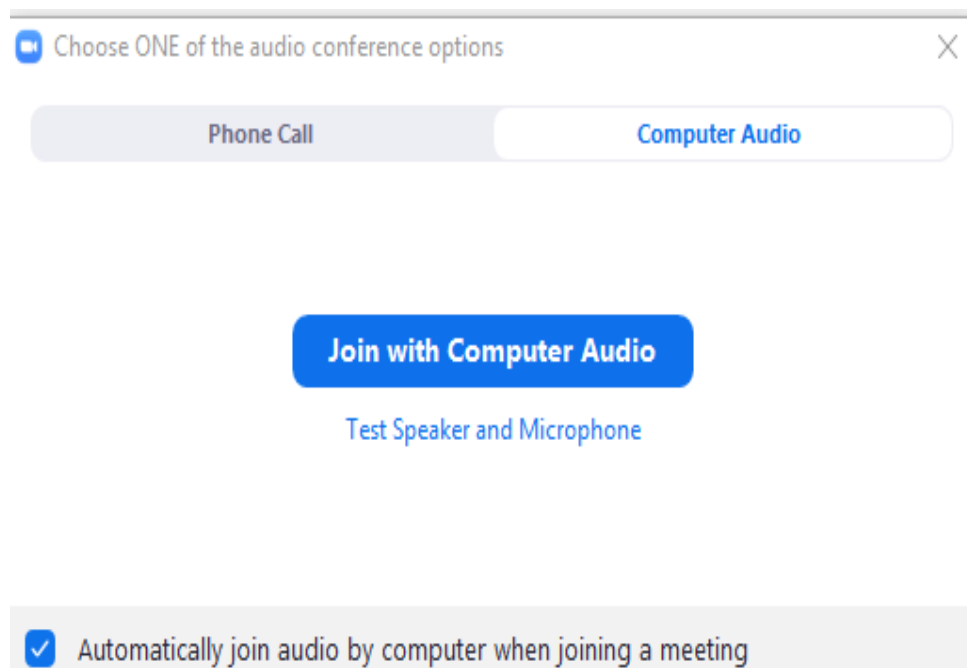 Choose ONE of the audio conference options
Phone Call
Computer Audio
Join with Computer Audio
Test Speaker and Microphone
Automatically join audio by computer when joining a meeting